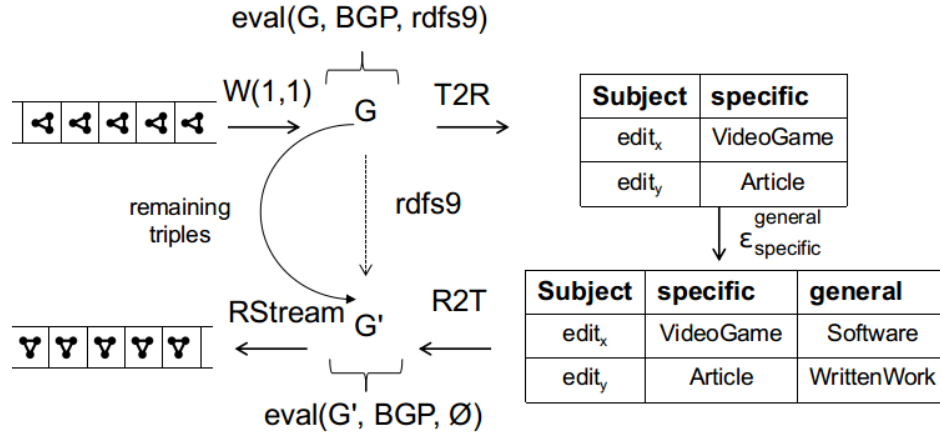 eval(G, BGP, rdfs9)
W(1,1)
G
T2R
Subject specific
edit_x VideoGame
edit_y Article
remaining
triples
rdfs9
ε_specific^general
RStream
G'
R2T
Subject specific general
edit_x VideoGame Software
edit_y Article WrittenWork
eval(G', BGP, Ø)